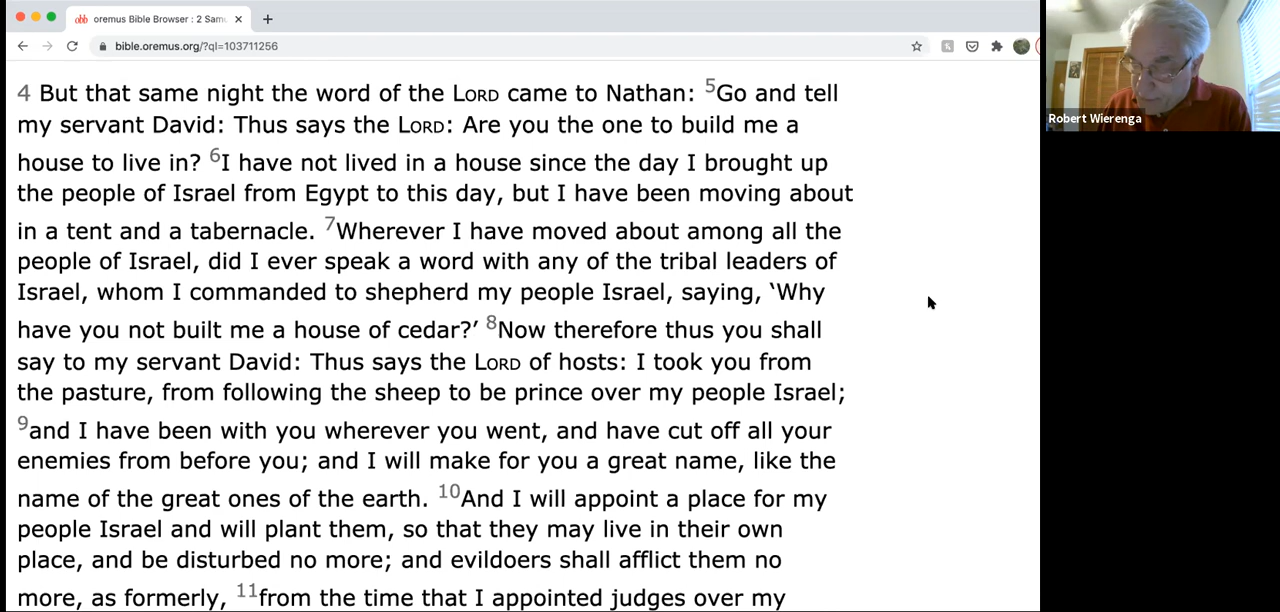 oremus Bible Browser : 2 Samu
bible.oremus.org/?ql=103711256
4 But that same night the word of the LORD came to Nathan: 5Go and tell
my servant David: Thus says the LORD: Are you the one to build me a
house to live in? 6I have not lived in a house since the day I brought up
the people of Israel from Egypt to this day, but I have been moving about
in a tent and a tabernacle. 7Wherever I have moved about among all the
people of Israel, did I ever speak a word with any of the tribal leaders of
Israel, whom I commanded to shepherd my people Israel, saying, ‘Why
have you not built me a house of cedar?’ 8Now therefore thus you shall
say to my servant David: Thus says the LORD of hosts: I took you from
the pasture, from following the sheep to be prince over my people Israel;
9and I have been with you wherever you went, and have cut off all your
enemies from before you; and I will make for you a great name, like the
name of the great ones of the earth. 10And I will appoint a place for my
people Israel and will plant them, so that they may live in their own
place, and be disturbed no more; and evildoers shall afflict them no
more, as formerly, 11from the time that I appointed judges over my
Robert Wierenga